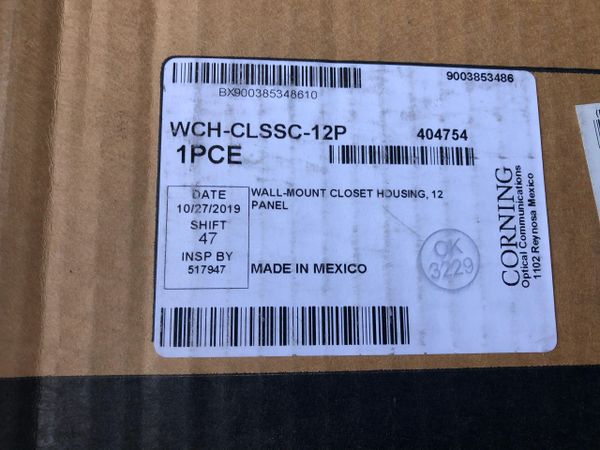 9003853486
BX900385348610
WCH-CLSSC-12P
404754
1PCE
DATE
10/27/2019
SHIFT
47
INSP BY
517947
WALL-MOUNT CLOSET HOUSING, 12
PANEL
MADE IN MEXICO
OK
3229
CORNING
Optical Communications
1102 Reynosa Mexico